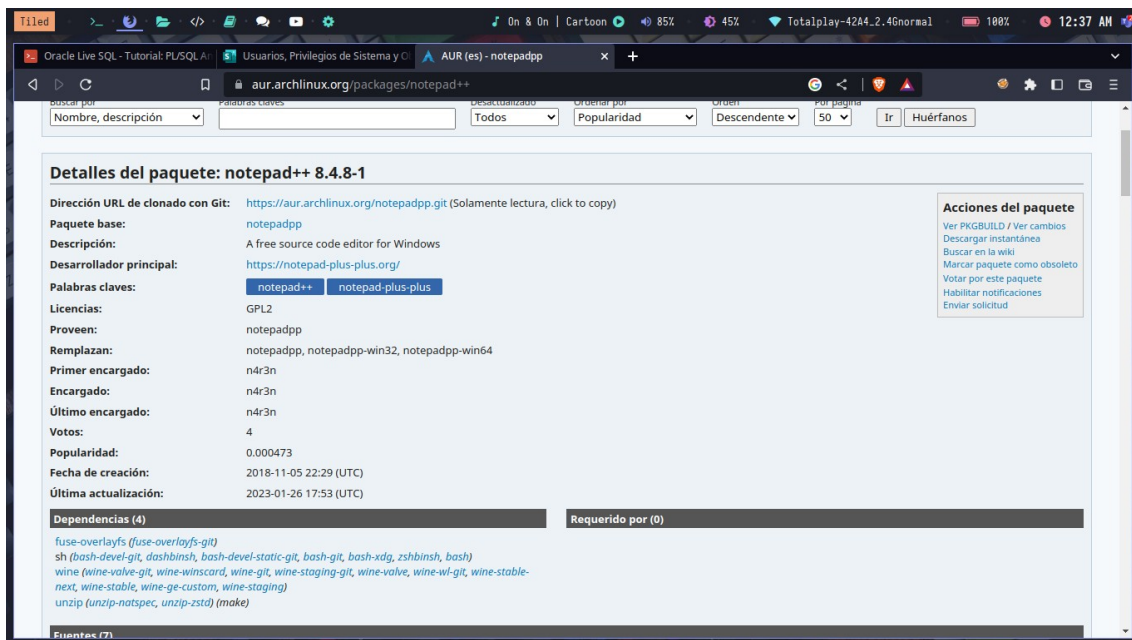 Tiled
On & On | Cartoon
85%
45%
Totalplay-42A4_2.4Gnormal
100%
12:37 AM
Oracle Live SQL - Tutorial: PL/SQL An
Usuarios, Privilegios de Sistema y O
AUR (es) - notepadpp
aur.archlinux.org/packages/notepad++
Buscar por
Palabras claves
Desactualizado
Ordenar por
Orden
Por página
Nombre, descripción
Todos
Popularidad
Descendente
50
Ir
Huérfanos
Detalles del paquete: notepad++ 8.4.8-1
Dirección URL de clonado con Git: https://aur.archlinux.org/notepadpp.git (Solamente lectura, click to copy)
Paquete base: notepadpp
Descripción: A free source code editor for Windows
Desarrollador principal: https://notepad-plus-plus.org/
Palabras claves: notepad++ notepad-plus-plus
Licencias: GPL2
Proveen: notepadpp
Remplazan: notepadpp, notepadpp-win32, notepadpp-win64
Primer encargado: n4r3n
Encargado: n4r3n
Último encargado: n4r3n
Votos: 4
Popularidad: 0.000473
Fecha de creación: 2018-11-05 22:29 (UTC)
Última actualización: 2023-01-26 17:53 (UTC)
Acciones del paquete
Ver PKGBUILD / Ver cambios
Descargar instantánea
Buscar en la wiki
Marcar paquete como obsoleto
Votar por este paquete
Habilitar notificaciones
Enviar solicitud
Dependencias (4)
fuse-overlayfs (fuse-overlayfs-git)
sh (bash-devel-git, dashbinsh, bash-devel-static-git, bash-git, bash-xdg, zshbinsh, bash)
wine (wine-valve-git, wine-winscard, wine-git, wine-staging-git, wine-valve, wine-wl-git, wine-stable-
next, wine-stable, wine-ge-custom, wine-staging)
unzip (unzip-natspec, unzip-zstd) (make)
Requerido por (0)
Fuentes (7)